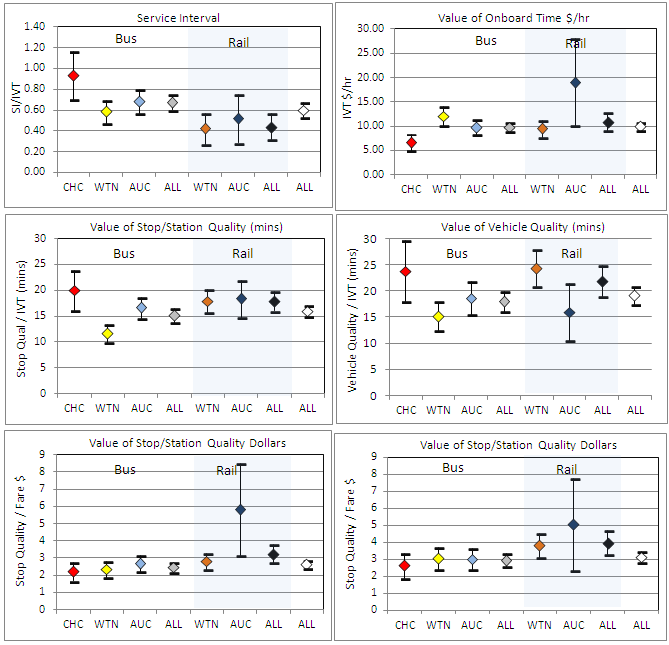 Service Interval
SI/IVT
1.40
1.20
1.00
0.80
0.60
0.40
0.20
0.00
Bus
Rail
CHC WTN AUC ALL WTN AUC ALL ALL
Value of Onboard Time $/hr
IVT $/hr
30.00
25.00
20.00
15.00
10.00
5.00
0.00
Bus
Rail
CHC WTN AUC ALL WTN AUC ALL ALL
Value of Stop/Station Quality (mins)
Stop Qual / IVT (mins)
30
25
20
15
10
5
0
Bus
Rail
CHC WTN AUC ALL WTN AUC ALL ALL
Value of Vehicle Quality (mins)
Vehicle Quality / IVT (mins)
30
25
20
15
10
5
0
Bus
Rail
CHC WTN AUC ALL WTN AUC ALL ALL
Value of Stop/Station Quality Dollars
Stop Quality / Fare $
9
8
7
6
5
4
3
2
1
0
Bus
Rail
CHC WTN AUC ALL WTN AUC ALL ALL
Value of Stop/Station Quality Dollars
Stop Quality / Fare $
9
8
7
6
5
4
3
2
1
0
Bus
Rail
CHC WTN AUC ALL WTN AUC ALL ALL